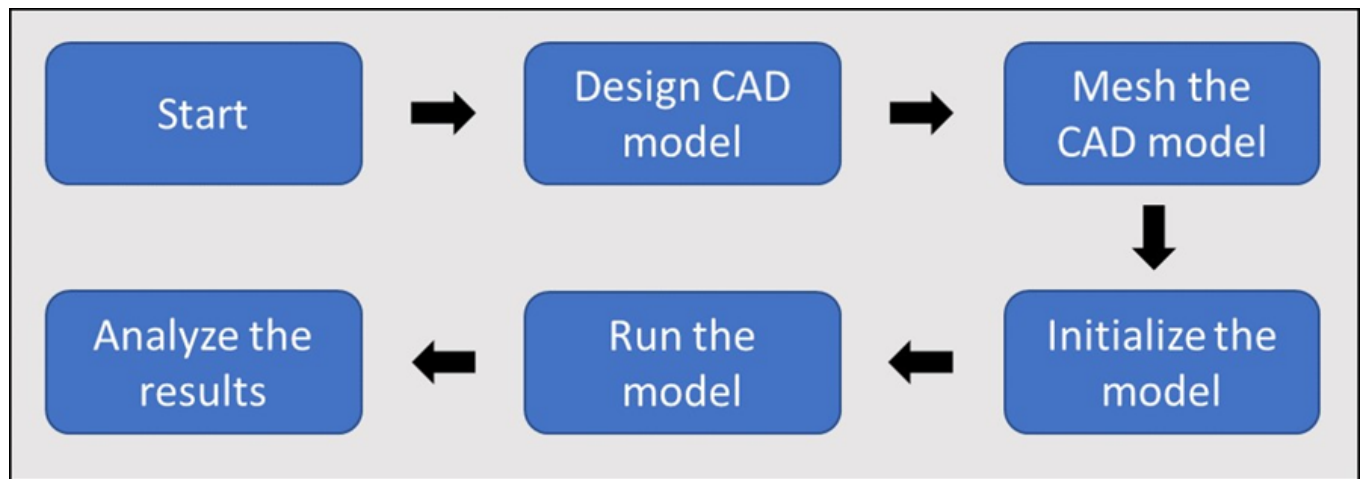 Start
Design CAD
model
Mesh the
CAD model
Initialize the
model
Run the
model
Analyze the
results